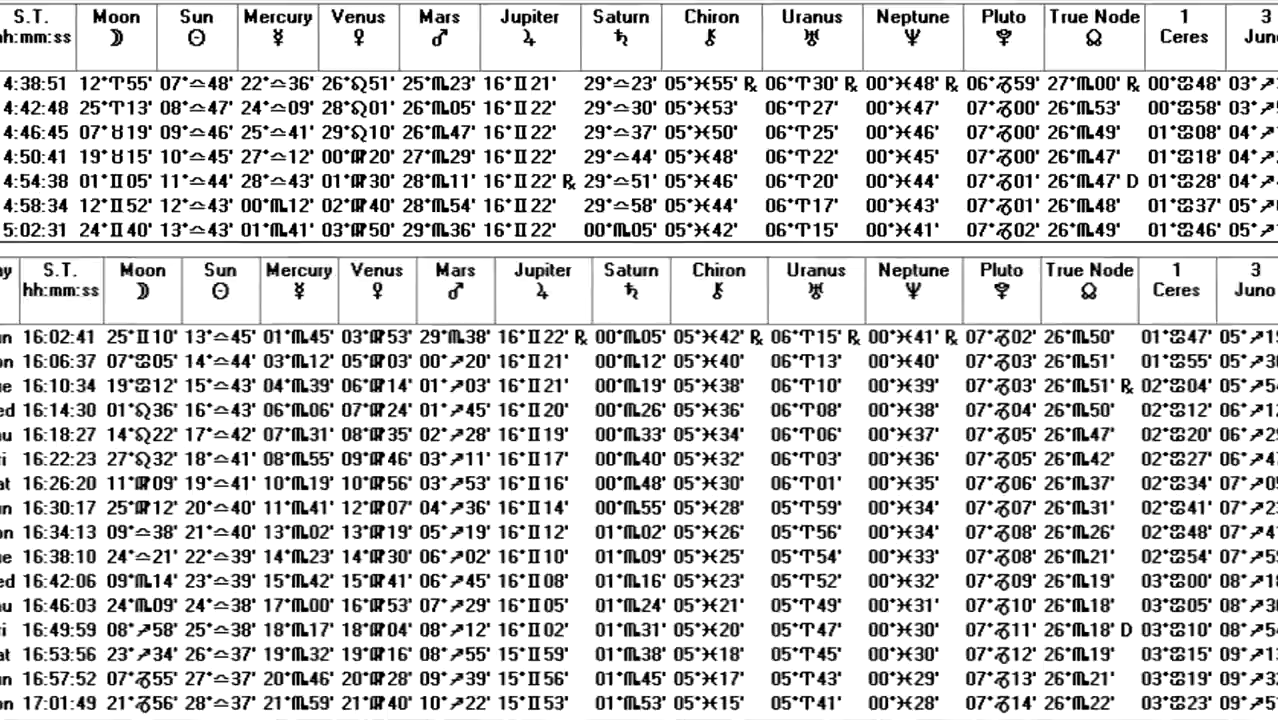 S.T. Moon Sun Mercury Venus Mars Jupiter Saturn Chiron Uranus Neptune Pluto True Node 1 3
hh:mm:ss ☽ ☉ ☿ ♀ ♂ ♃ ♄ ⚷ ♅ ♆ ♇ ☊ Ceres Juno
4:38:51 12°♈55' 07°♎48' 22°♎36' 26°♌51' 25°♏23' 16°♊21' 29°♎23' 05°♓55' ℞ 06°♈30' ℞ 00°♓48' ℞ 06°♑59' 27°♏00' ℞ 00°♋48' 03°♐
4:42:48 25°♈13' 08°♎47' 24°♎09' 28°♌01' 26°♏05' 16°♊22' 29°♎30' 05°♓53' 06°♈27' 00°♓47' 07°♑00' 26°♏53' 00°♋58' 03°♐
4:46:45 07°♉19' 09°♎46' 25°♎41' 29°♌10' 26°♏47' 16°♊22' 29°♎37' 05°♓50' 06°♈25' 00°♓46' 07°♑00' 26°♏49' 01°♋08' 04°♐
4:50:41 19°♉15' 10°♎45' 27°♎12' 00°♍20' 27°♏29' 16°♊22' 29°♎44' 05°♓48' 06°♈22' 00°♓45' 07°♑00' 26°♏47' 01°♋18' 04°♐
4:54:38 01°♊05' 11°♎44' 28°♎43' 01°♍30' 28°♏11' 16°♊22' ℞ 29°♎51' 05°♓46' 06°♈20' 00°♓44' 07°♑01' 26°♏47' D 01°♋28' 04°♐
4:58:34 12°♊52' 12°♎43' 00°♏12' 02°♍40' 28°♏54' 16°♊22' 29°♎58' 05°♓44' 06°♈17' 00°♓43' 07°♑01' 26°♏48' 01°♋37' 05°♐
5:02:31 24°♊40' 13°♎43' 01°♏41' 03°♍50' 29°♏36' 16°♊22' 00°♏05' 05°♓42' 06°♈15' 00°♓41' 07°♑02' 26°♏49' 01°♋46' 05°♐
y S.T. Moon Sun Mercury Venus Mars Jupiter Saturn Chiron Uranus Neptune Pluto True Node 1 3
hh:mm:ss ☽ ☉ ☿ ♀ ♂ ♃ ♄ ⚷ ♅ ♆ ♇ ☊ Ceres Juno
n 16:02:41 25°♊10' 13°♎45' 01°♏45' 03°♍53' 29°♏38' 16°♊22' ℞ 00°♏05' 05°♓42' ℞ 06°♈15' ℞ 00°♓41' ℞ 07°♑02' 26°♏50' 01°♋47' 05°♐1
n 16:06:37 07°♋05' 14°♎44' 03°♏12' 05°♍03' 00°♐20' 16°♊21' 00°♏12' 05°♓40' 06°♈13' 00°♓40' 07°♑03' 26°♏51' 01°♋55' 05°♐3
e 16:10:34 19°♋12' 15°♎43' 04°♏39' 06°♍14' 01°♐03' 16°♊21' 00°♏19' 05°♓38' 06°♈10' 00°♓39' 07°♑03' 26°♏51' ℞ 02°♋04' 05°♐5
ed 16:14:30 01°♌36' 16°♎43' 06°♏06' 07°♍24' 01°♐45' 16°♊20' 00°♏26' 05°♓36' 06°♈08' 00°♓38' 07°♑04' 26°♏50' 02°♋12' 06°♐1
u 16:18:27 14°♌22' 17°♎42' 07°♏31' 08°♍35' 02°♐28' 16°♊19' 00°♏33' 05°♓34' 06°♈06' 00°♓37' 07°♑05' 26°♏47' 02°♋20' 06°♐2
i 16:22:23 27°♌32' 18°♎41' 08°♏55' 09°♍46' 03°♐11' 16°♊17' 00°♏40' 05°♓32' 06°♈03' 00°♓36' 07°♑05' 26°♏42' 02°♋27' 06°♐4
at 16:26:20 11°♍09' 19°♎41' 10°♏19' 10°♍56' 03°♐53' 16°♊16' 00°♏48' 05°♓30' 06°♈01' 00°♓35' 07°♑06' 26°♏37' 02°♋34' 07°♐0
n 16:30:17 25°♍12' 20°♎40' 11°♏41' 12°♍07' 04°♐36' 16°♊14' 00°♏55' 05°♓28' 05°♈59' 00°♓34' 07°♑07' 26°♏31' 02°♋41' 07°♐2
n 16:34:13 09°♎38' 21°♎40' 13°♏02' 13°♍19' 05°♐19' 16°♊12' 01°♏02' 05°♓26' 05°♈56' 00°♓34' 07°♑08' 26°♏26' 02°♋48' 07°♐4
e 16:38:10 24°♎21' 22°♎39' 14°♏23' 14°♍30' 06°♐02' 16°♊10' 01°♏09' 05°♓25' 05°♈54' 00°♓33' 07°♑08' 26°♏21' 02°♋54' 07°♐5
ed 16:42:06 09°♏14' 23°♎39' 15°♏42' 15°♍41' 06°♐45' 16°♊08' 01°♏16' 05°♓23' 05°♈52' 00°♓32' 07°♑09' 26°♏19' 03°♋00' 08°♐1
u 16:46:03 24°♏09' 24°♎38' 17°♏00' 16°♍53' 07°♐29' 16°♊05' 01°♏24' 05°♓21' 05°♈49' 00°♓31' 07°♑10' 26°♏18' 03°♋05' 08°♐3
i 16:49:59 08°♐58' 25°♎38' 18°♏17' 18°♍04' 08°♐12' 16°♊02' 01°♏31' 05°♓20' 05°♈47' 00°♓30' 07°♑11' 26°♏18' D 03°♋10' 08°♐5
at 16:53:56 23°♐34' 26°♎37' 19°♏32' 19°♍16' 08°♐55' 15°♊59' 01°♏38' 05°♓18' 05°♈45' 00°♓30' 07°♑12' 26°♏19' 03°♋15' 09°♐1
n 16:57:52 07°♑55' 27°♎37' 20°♏46' 20°♍28' 09°♐39' 15°♊56' 01°♏45' 05°♓17' 05°♈43' 00°♓29' 07°♑13' 26°♏21' 03°♋19' 09°♐3
n 17:01:49 21°♑56' 28°♎37' 21°♏59' 21°♍40' 10°♐22' 15°♊53' 01°♏53' 05°♓15' 05°♈41' 00°♓28' 07°♑14' 26°♏22' 03°♋23' 09°♐5